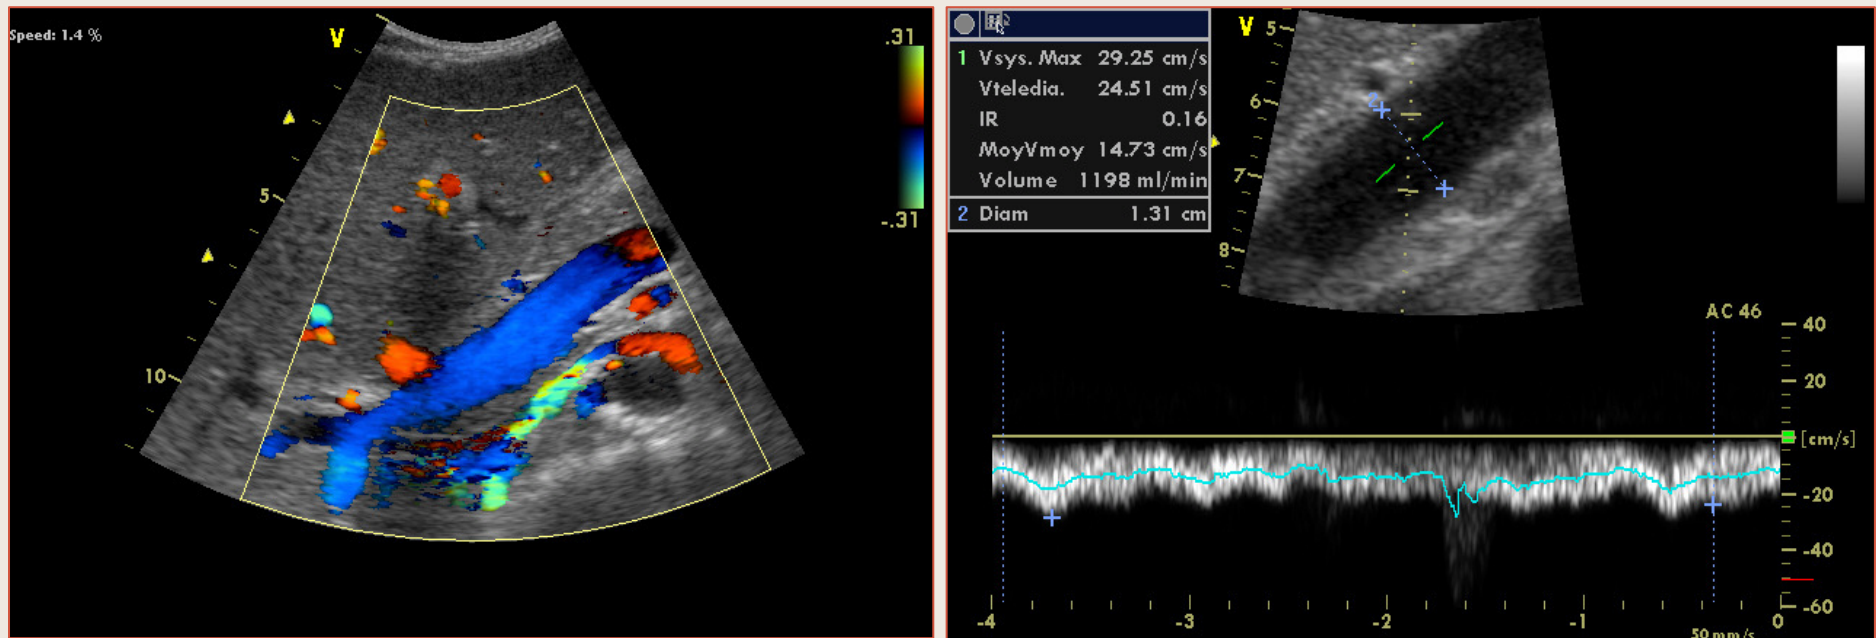 Speed: 1.4 %
V
.31
-.31
5
10
1 Vsys. Max 29.25 cm/s
Vteledia. 24.51 cm/s
IR 0.16
MoyVmoy 14.73 cm/s
Volume 1198 ml/min
2 Diam 1.31 cm
V
5
6
7
8
2
AC 46
40
20
[cm/s]
-20
-40
-60
-4 -3 -2 -1 0
50 mm/s